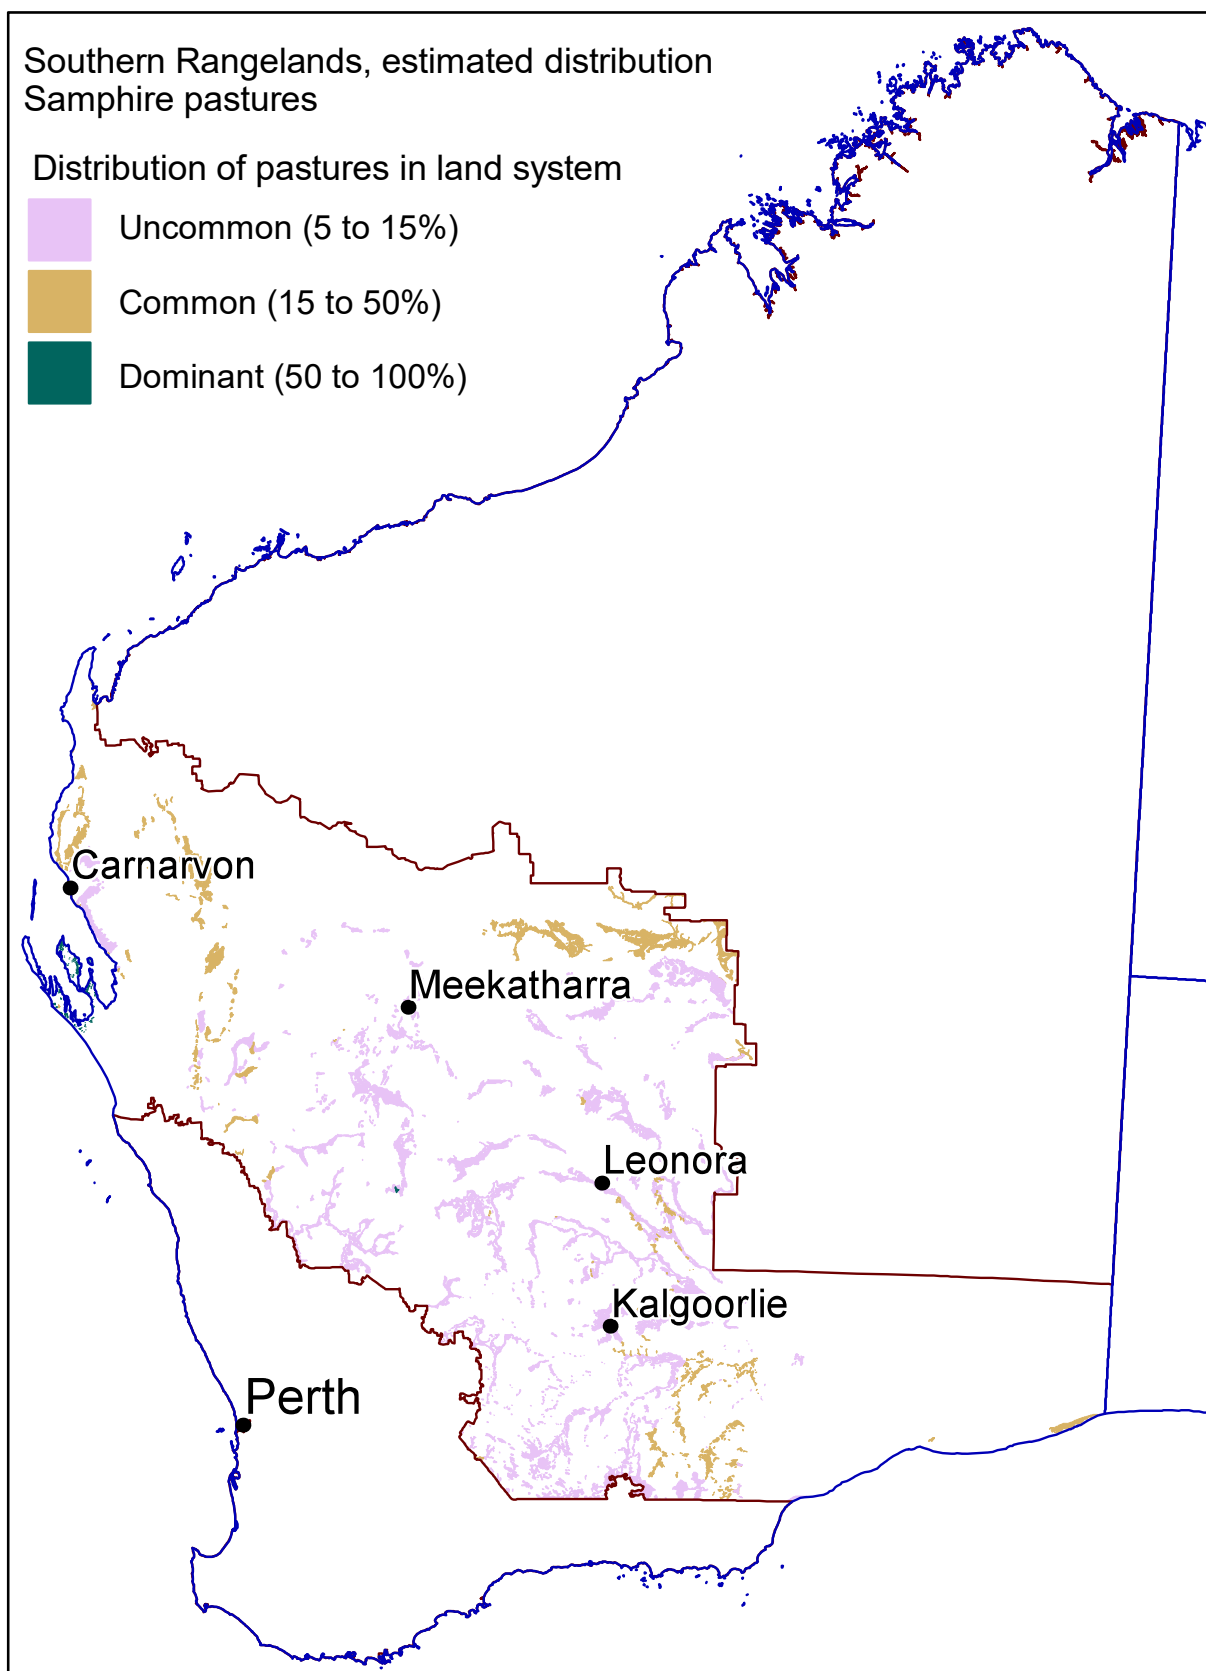 Southern Rangelands, estimated distribution
Samphire pastures
Distribution of pastures in land system
Uncommon (5 to 15%)
Common (15 to 50%)
Dominant (50 to 100%)
Carnarvon
Meekatharra
Leonora
Kalgoorlie
Perth